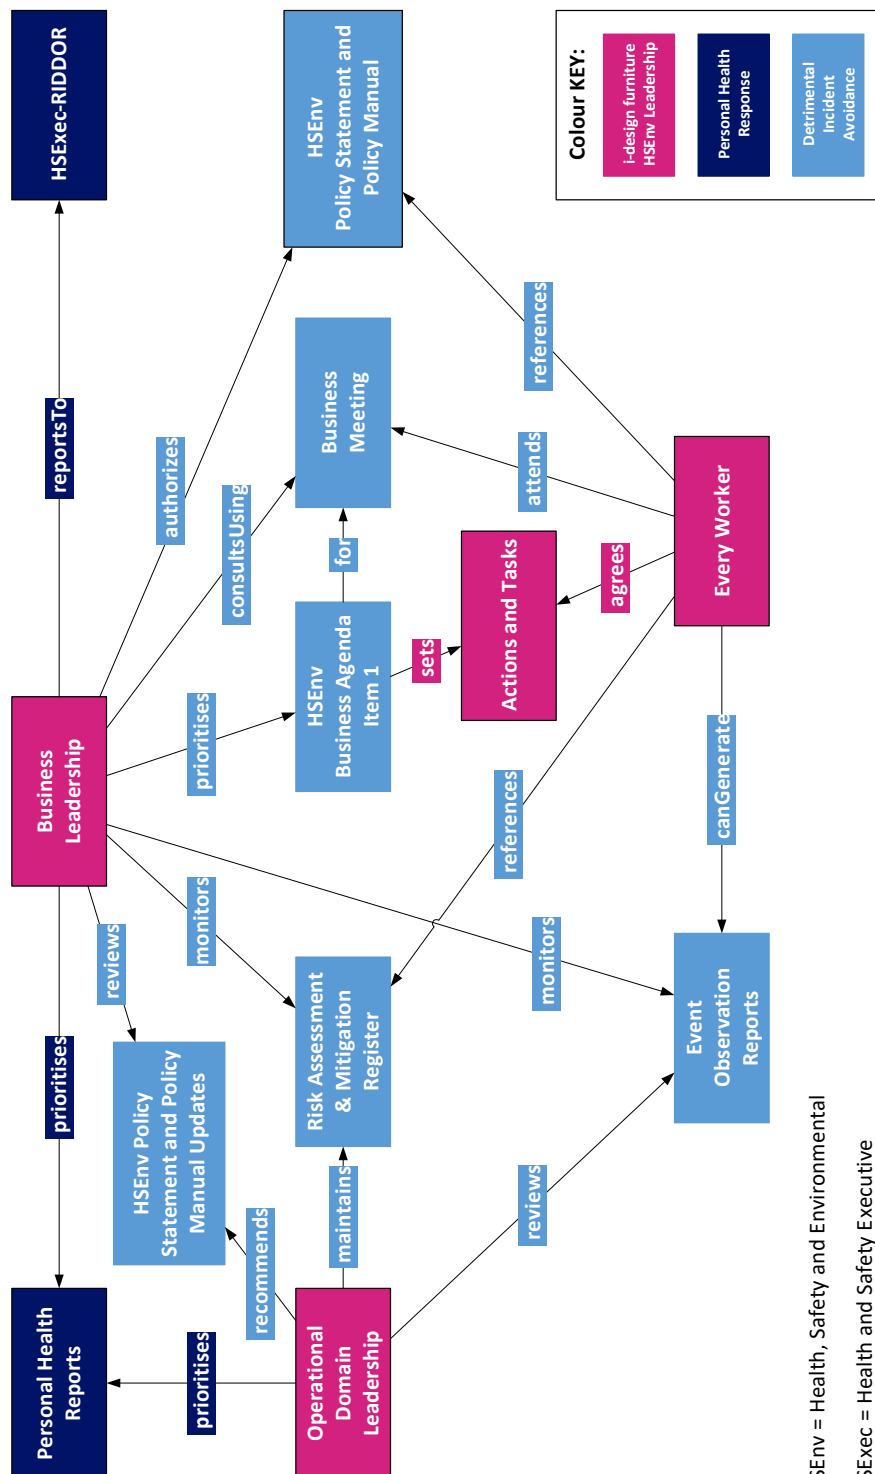 Personal Health
Reports
prioritises
Business
Leadership
reportsTo
HSExec-RIDDOR
reviews
authorizes
HSEnv Policy
Statement and Policy
Manual Updates
prioritises
recommends
monitors
prioritises
consultsUsing
Operational
Domain
Leadership
maintains
Risk Assessment
& Mitigation
Register
HSEnv
Business Agenda
Item 1
for
Business
Meeting
HSEnv
Policy Statement and
Policy Manual
sets
reviews
monitors
references
Actions and Tasks
attends
references
agrees
Event
Observation
Reports
canGenerate
Every Worker
Colour KEY:
i-design furniture
HSEnv Leadership
Personal Health
Response
Detrimental
Incident
Avoidance
SEnv = Health, Safety and Environmental
SExec = Health and Safety Executive